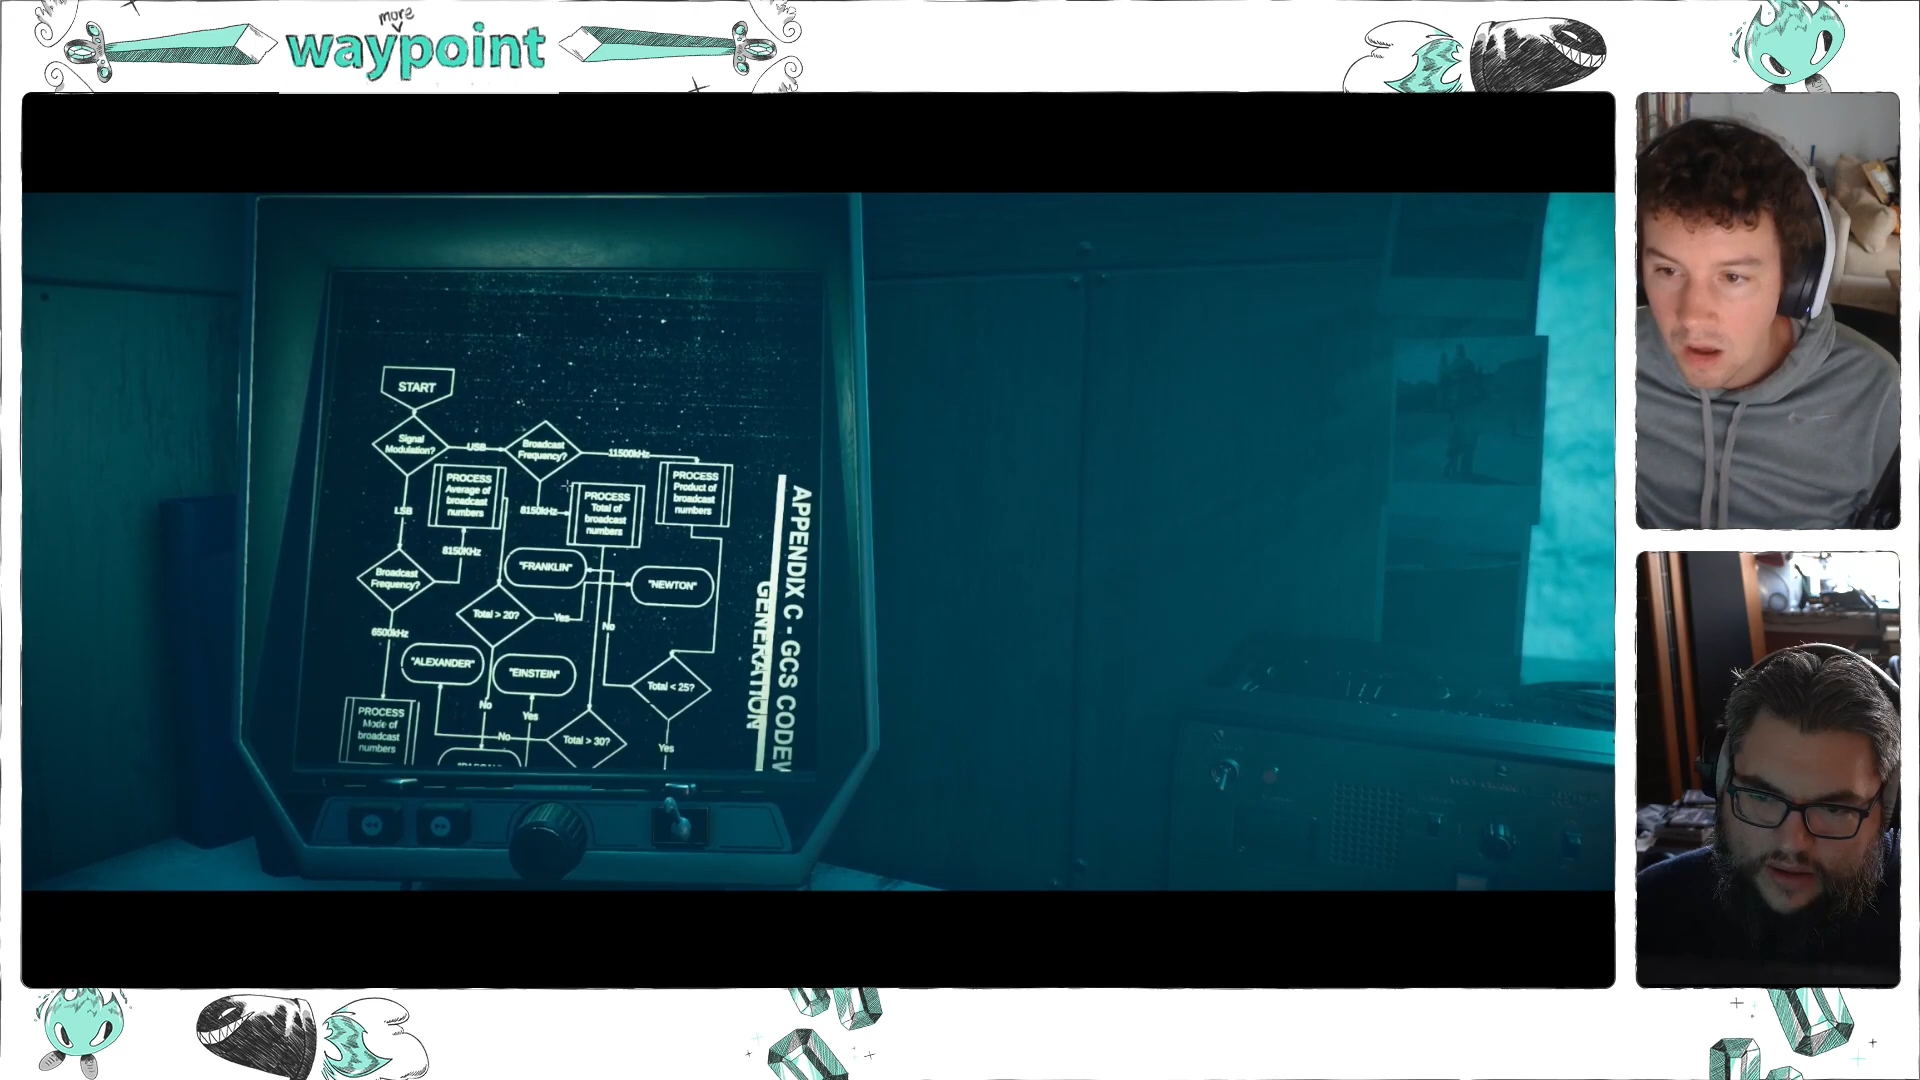 more
waypoint
START
Signal
Modulation?
USB
Broadcast
Frequency?
11500kHz
PROCESS
Average of
broadcast
numbers
PROCESS
Total of
broadcast
numbers
PROCESS
Product of
broadcast
numbers
LSB
8150kHz
8150KHz
Broadcast
Frequency?
"FRANKLIN"
"NEWTON"
Total > 20?
Yes
No
6500kHz
"ALEXANDER"
"EINSTEIN"
Total < 25?
No
Yes
PROCESS
Mode of
broadcast
numbers
No
Total > 30?
Yes
APPENDIX C - GCS CODEW
GENERATION